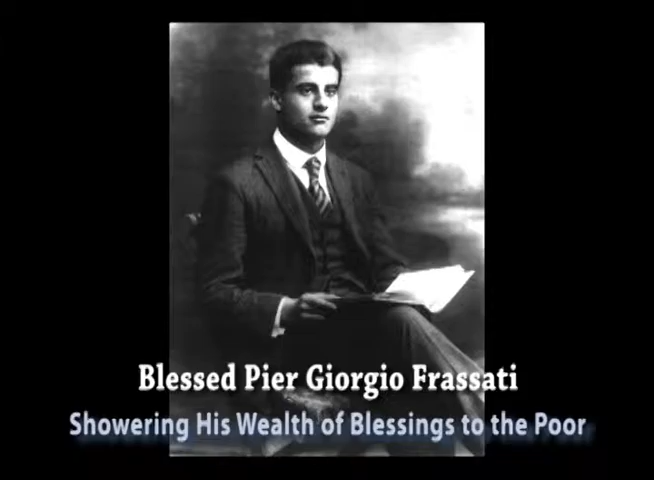 Blessed Pier Giorgio Frassati
Showering His Wealth of Blessings to the Poor